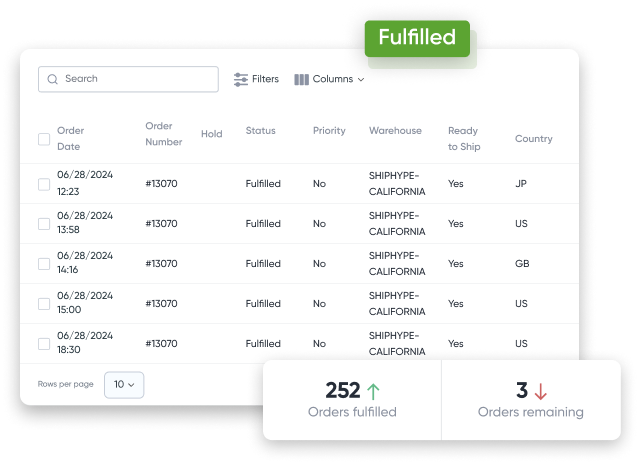 Fulfilled
Search Filters Columns
Order Date Order Number Hold Status Priority Warehouse Ready to Ship Country
06/28/2024 12:23 #13070 Fulfilled No SHIPHYPE-CALIFORNIA Yes JP
06/28/2024 13:58 #13070 Fulfilled No SHIPHYPE-CALIFORNIA Yes US
06/28/2024 14:16 #13070 Fulfilled No SHIPHYPE-CALIFORNIA Yes GB
06/28/2024 15:00 #13070 Fulfilled No SHIPHYPE-CALIFORNIA Yes US
06/28/2024 18:30 #13070 Fulfilled No SHIPHYPE-CALIFORNIA Yes US
Rows per page 10
252 ↑ 3 ↓
Orders fulfilled Orders remaining